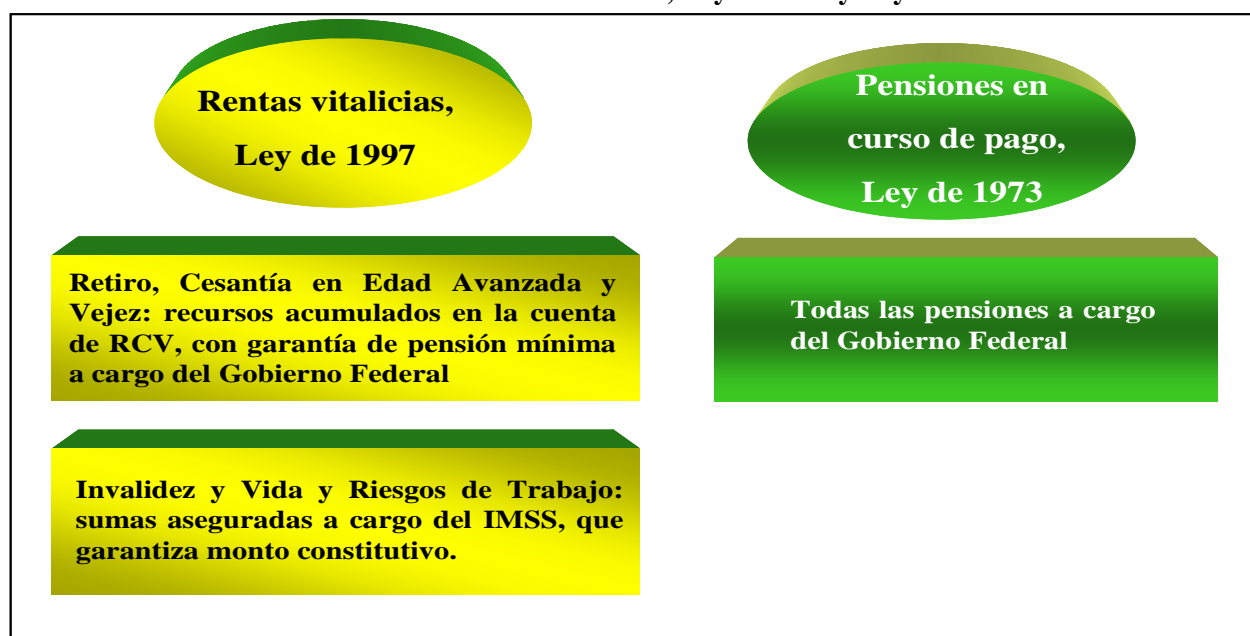 Rentas vitalicias,
Ley de 1997
Pensiones en
curso de pago,
Ley de 1973
Retiro, Cesantía en Edad Avanzada y
Vejez: recursos acumulados en la cuenta
de RCV, con garantía de pensión mínima
a cargo del Gobierno Federal
Todas las pensiones a cargo
del Gobierno Federal
Invalidez y Vida y Riesgos de Trabajo:
sumas aseguradas a cargo del IMSS, que
garantiza monto constitutivo.